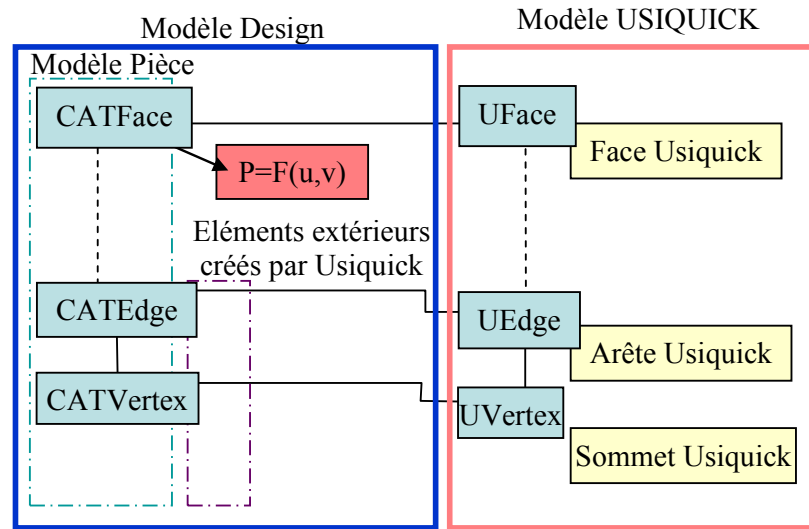 Modèle Design
Modèle USIQUICK
Modèle Pièce
CATFace
UFace
Face Usiquick
P=F(u,v)
Eléments extérieurs
créés par Usiquick
CATEdge
UEdge
Arête Usiquick
CATVertex
UVertex
Sommet Usiquick